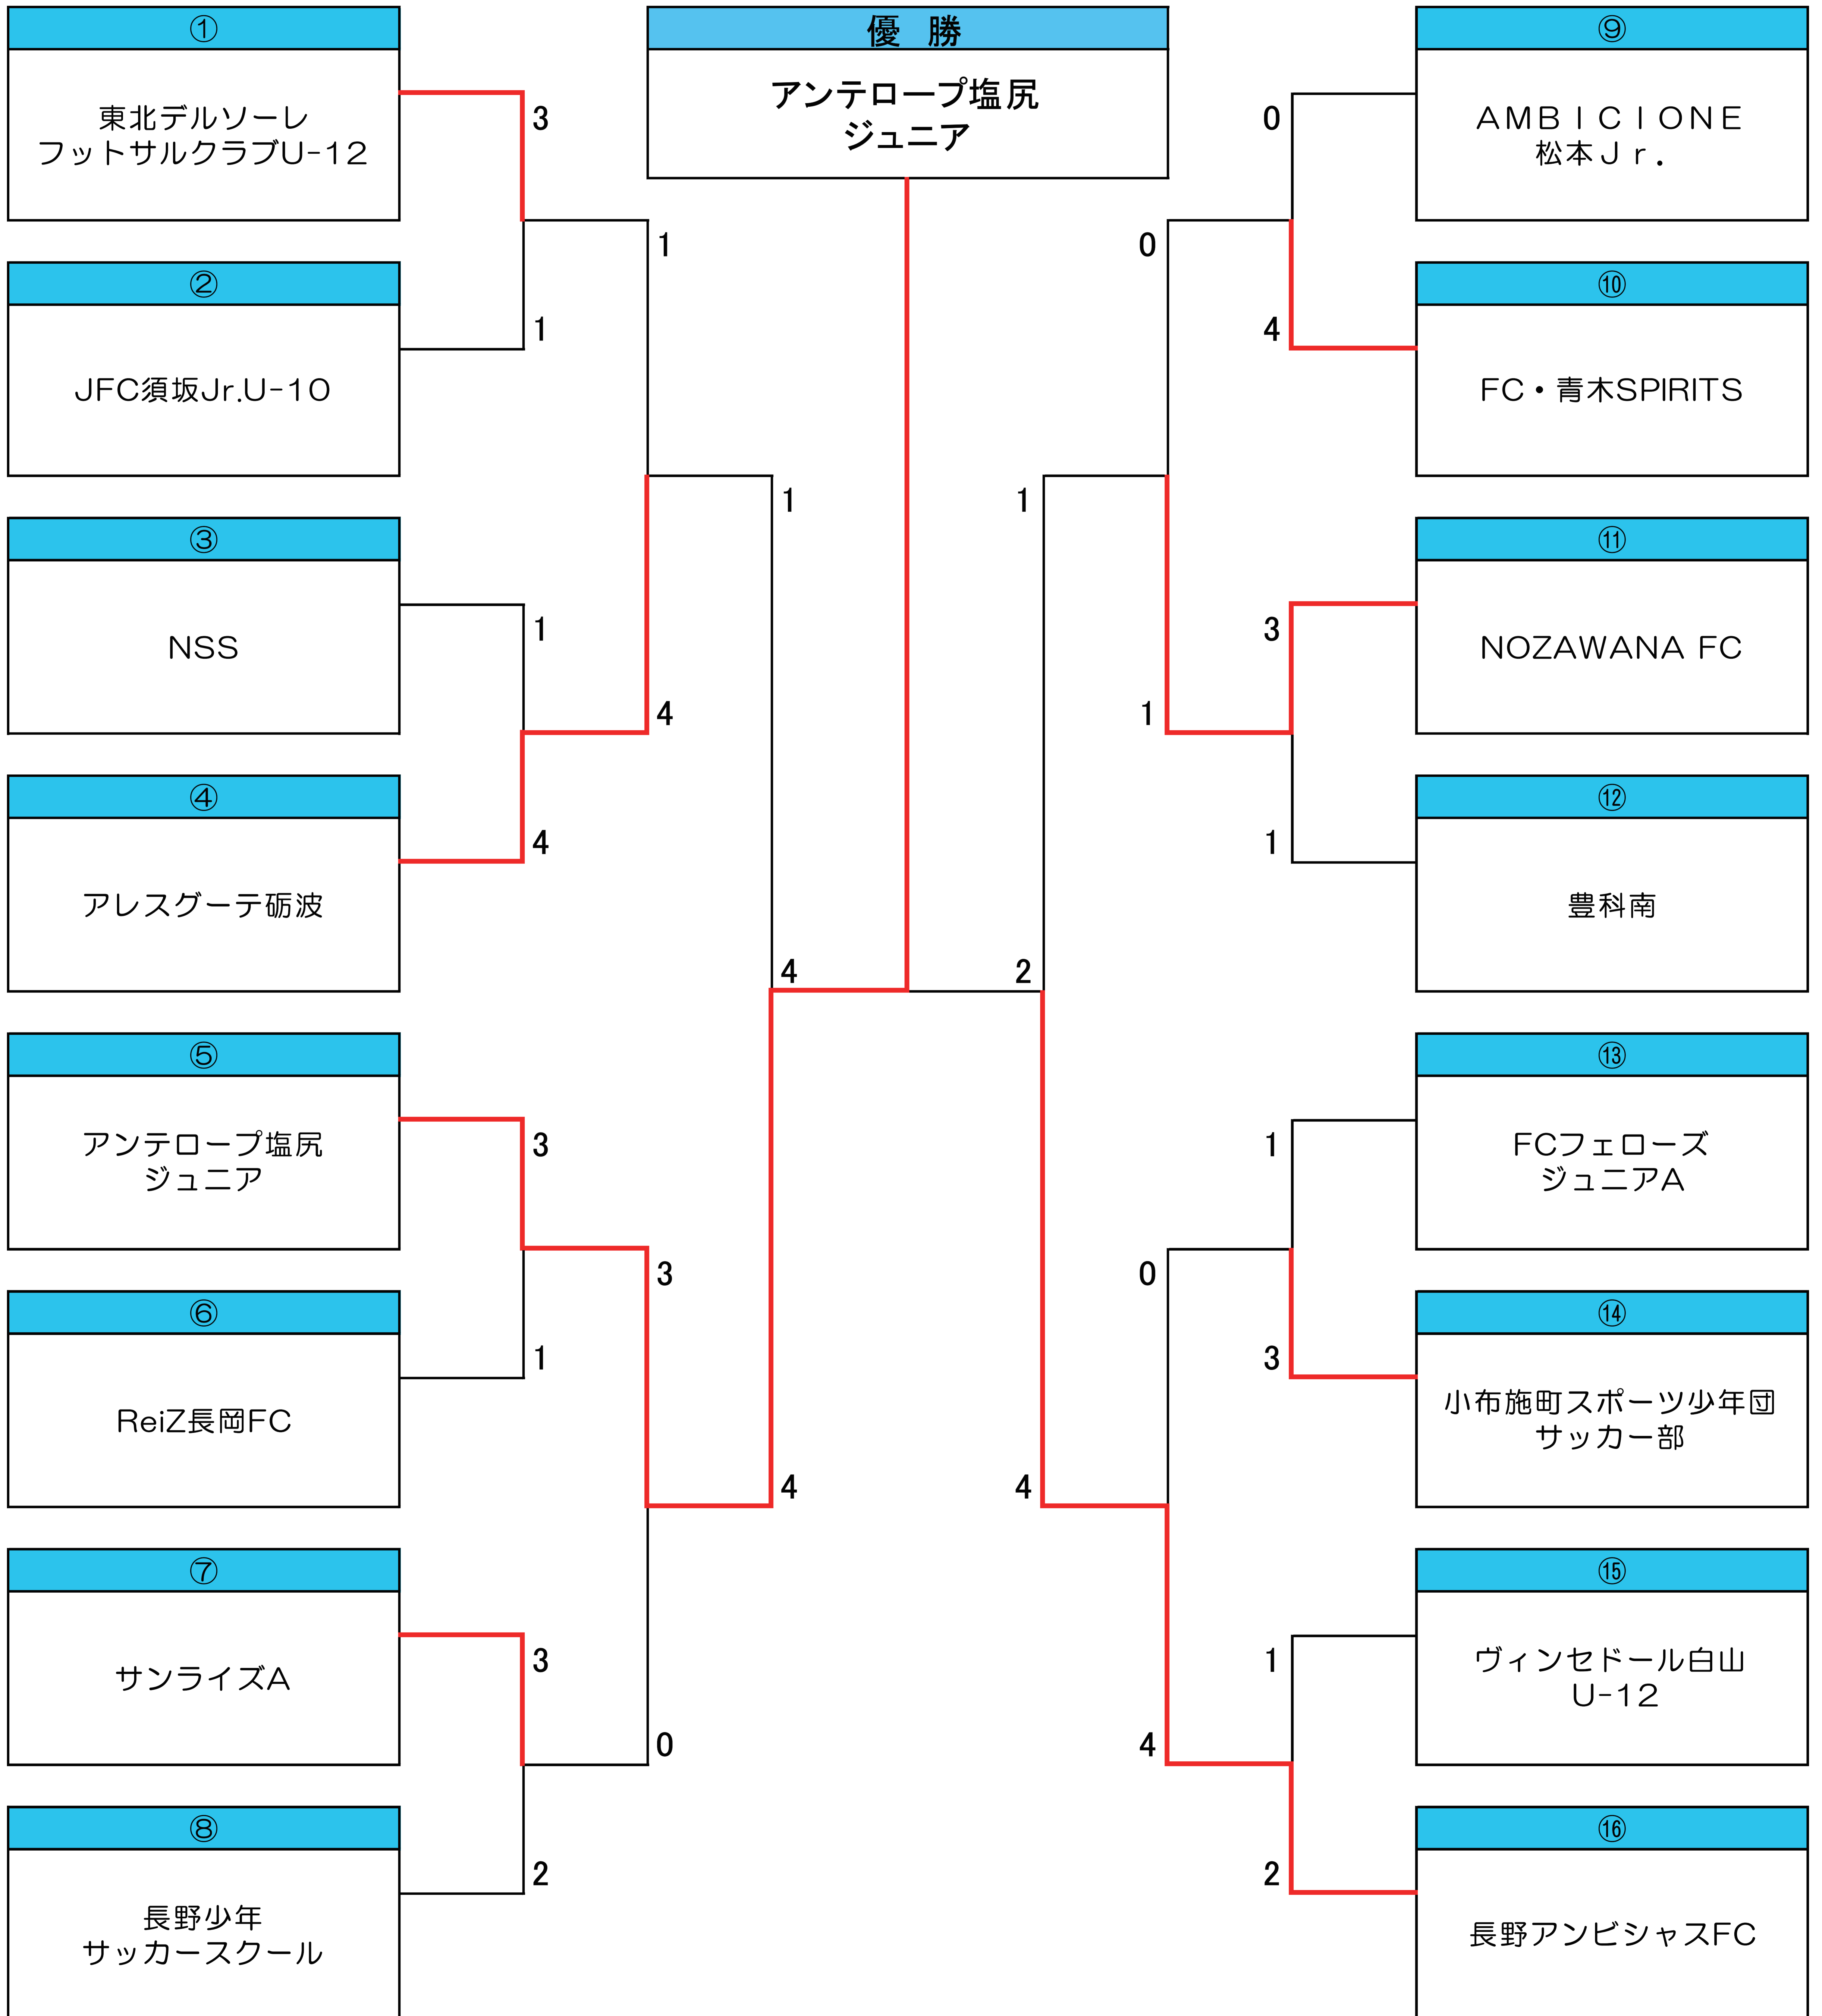 ①
東北デルソーレ
フットサルクラブU-12
②
JFC須坂Jr.U-10
③
NSS
④
アレスグーテ砺波
⑤
アンテロープ塩尻
ジュニア
⑥
ReiZ長岡FC
⑦
サンライズA
⑧
長野少年
サッカースクール
3
1
1
4
3
1
3
2
1
4
3
0
1
4
4
優 勝
アンテロープ塩尻
ジュニア
2
1
4
0
1
0
4
0
4
3
1
1
3
1
2
⑨
ＡＭＢＩＣＩＯＮＥ
松本Ｊｒ．
⑩
FC・青木SPIRITS
⑪
NOZAWANA FC
⑫
豊科南
⑬
FCフェローズ
ジュニアA
⑭
小布施町スポーツ少年団
サッカー部
⑮
ヴィンセドール白山
U-12
⑯
長野アンビシャスFC